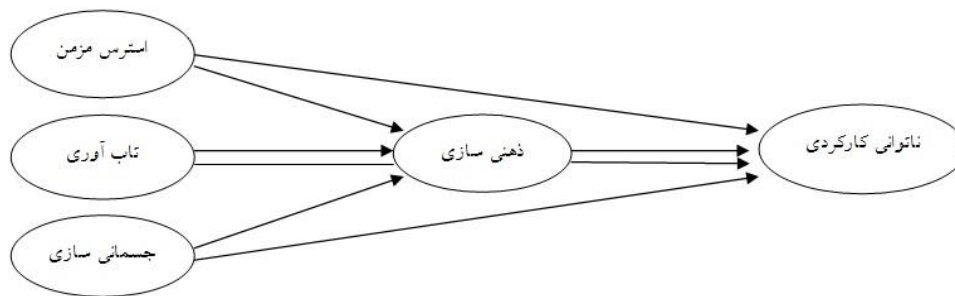 استرس مزمن
تاب آوری
ذهنی سازی
ناتوانی کارکردی
جسمانی سازی